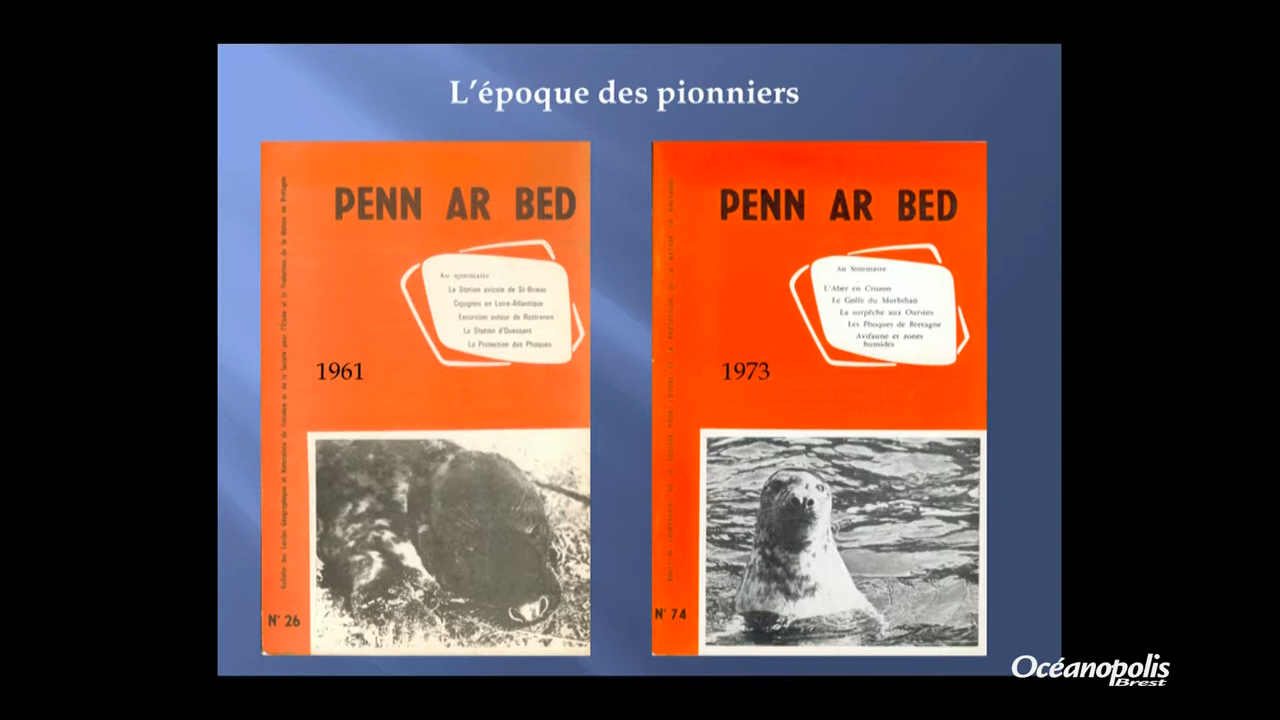 L'époque des pionniers
PENN AR BED
Au sommaire
La Station avicole de St-Brieuc
Cigognes en Loire-Atlantique
Excursion autour de Rostrenen
La Station d'Ouessant
La Protection des Phoques
1961
N° 26
PENN AR BED
Au Sommaire
L'Aber en Crozon
Le Golfe du Morbihan
La surpêche aux Oursins
Les Phoques de Bretagne
Avifaune et zones
humides
1973
N° 74
Océanopolis
Brest